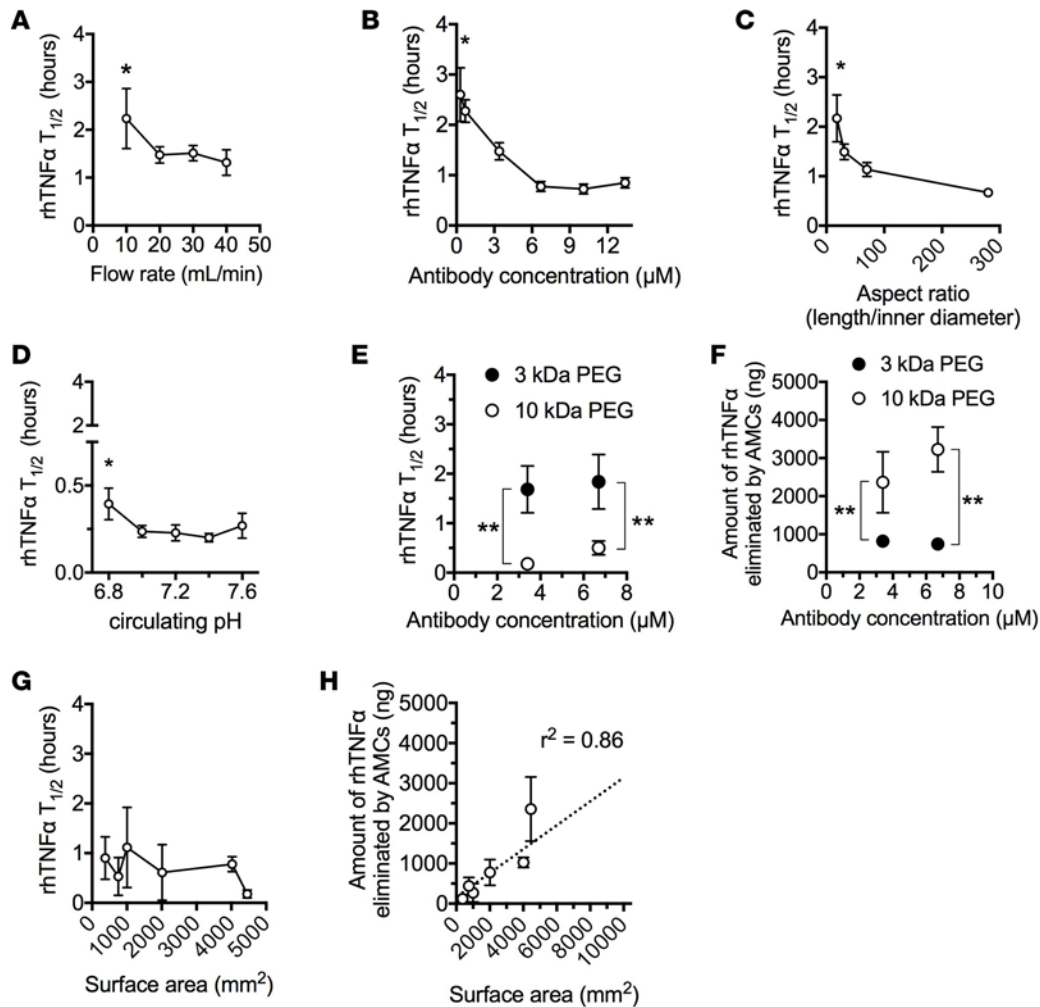 A
rhTNFα T1/2 (hours)
4
3
2
1
0
*
0 10 20 30 40 50
Flow rate (mL/min)
B
rhTNFα T1/2 (hours)
4
3
2
1
0
*
0 3 6 9 12
Antibody concentration (µM)
C
rhTNFα T1/2 (hours)
4
3
2
1
0
*
0 100 200 300
Aspect ratio
(length/inner diameter)
D
rhTNFα T1/2 (hours)
4
2
0.5
0.0
*
6.8 7.2 7.6
circulating pH
E
3 kDa PEG
10 kDa PEG
rhTNFα T1/2 (hours)
4
3
2
1
0
** **
0 2 4 6 8
Antibody concentration (µM)
F
3 kDa PEG
10 kDa PEG
Amount of rhTNFα
eliminated by AMCs (ng)
5000
4000
3000
2000
1000
0
** **
0 2 4 6 8 10
Antibody concentration (µM)
G
rhTNFα T1/2 (hours)
4
3
2
1
0
0 1000 2000 3000 4000 5000
Surface area (mm2)
H
Amount of rhTNFα
eliminated by AMCs (ng)
5000
4000
3000
2000
1000
0
r2 = 0.86
0 2000 4000 6000 8000 10000
Surface area (mm2)